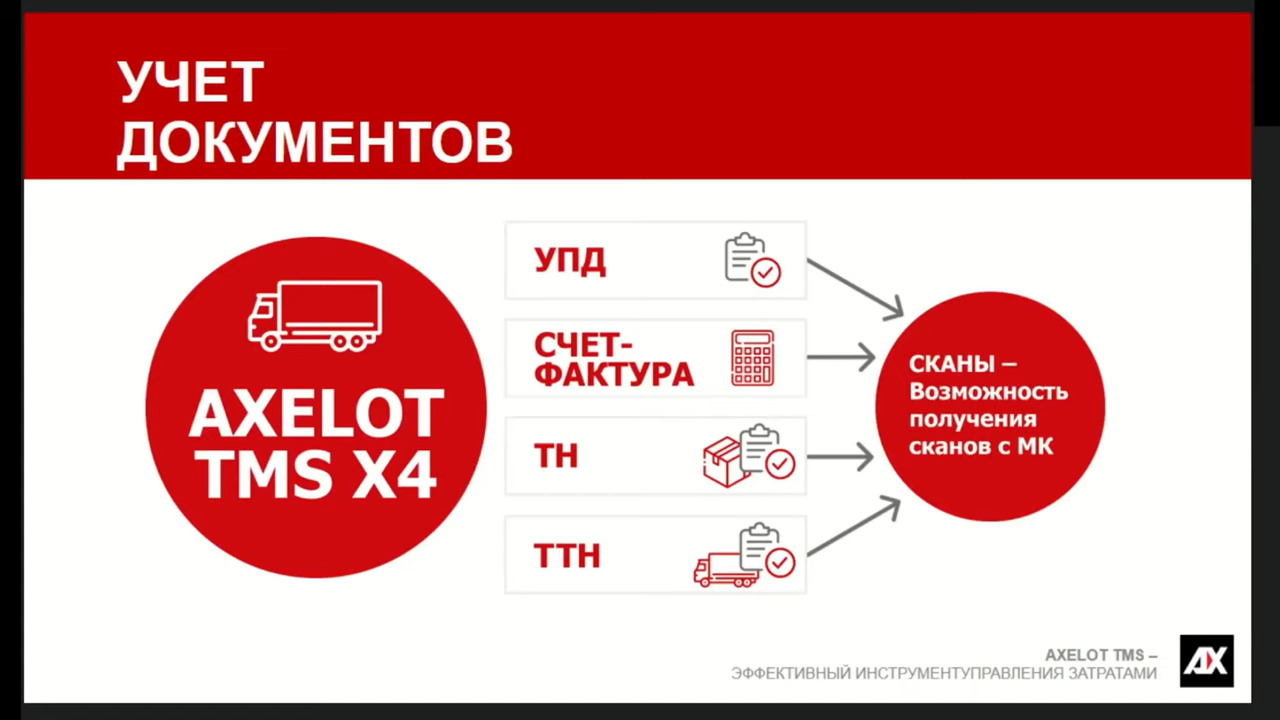 УЧЕТ
ДОКУМЕНТОВ
AXELOT
TMS X4
УПД
СЧЕТ-
ФАКТУРА
ТН
ТТН
СКАНЫ –
Возможность
получения
сканов с МК
AXELOT TMS –
ЭФФЕКТИВНЫЙ ИНСТРУМЕНТУПРАВЛЕНИЯ ЗАТРАТАМИ
AX